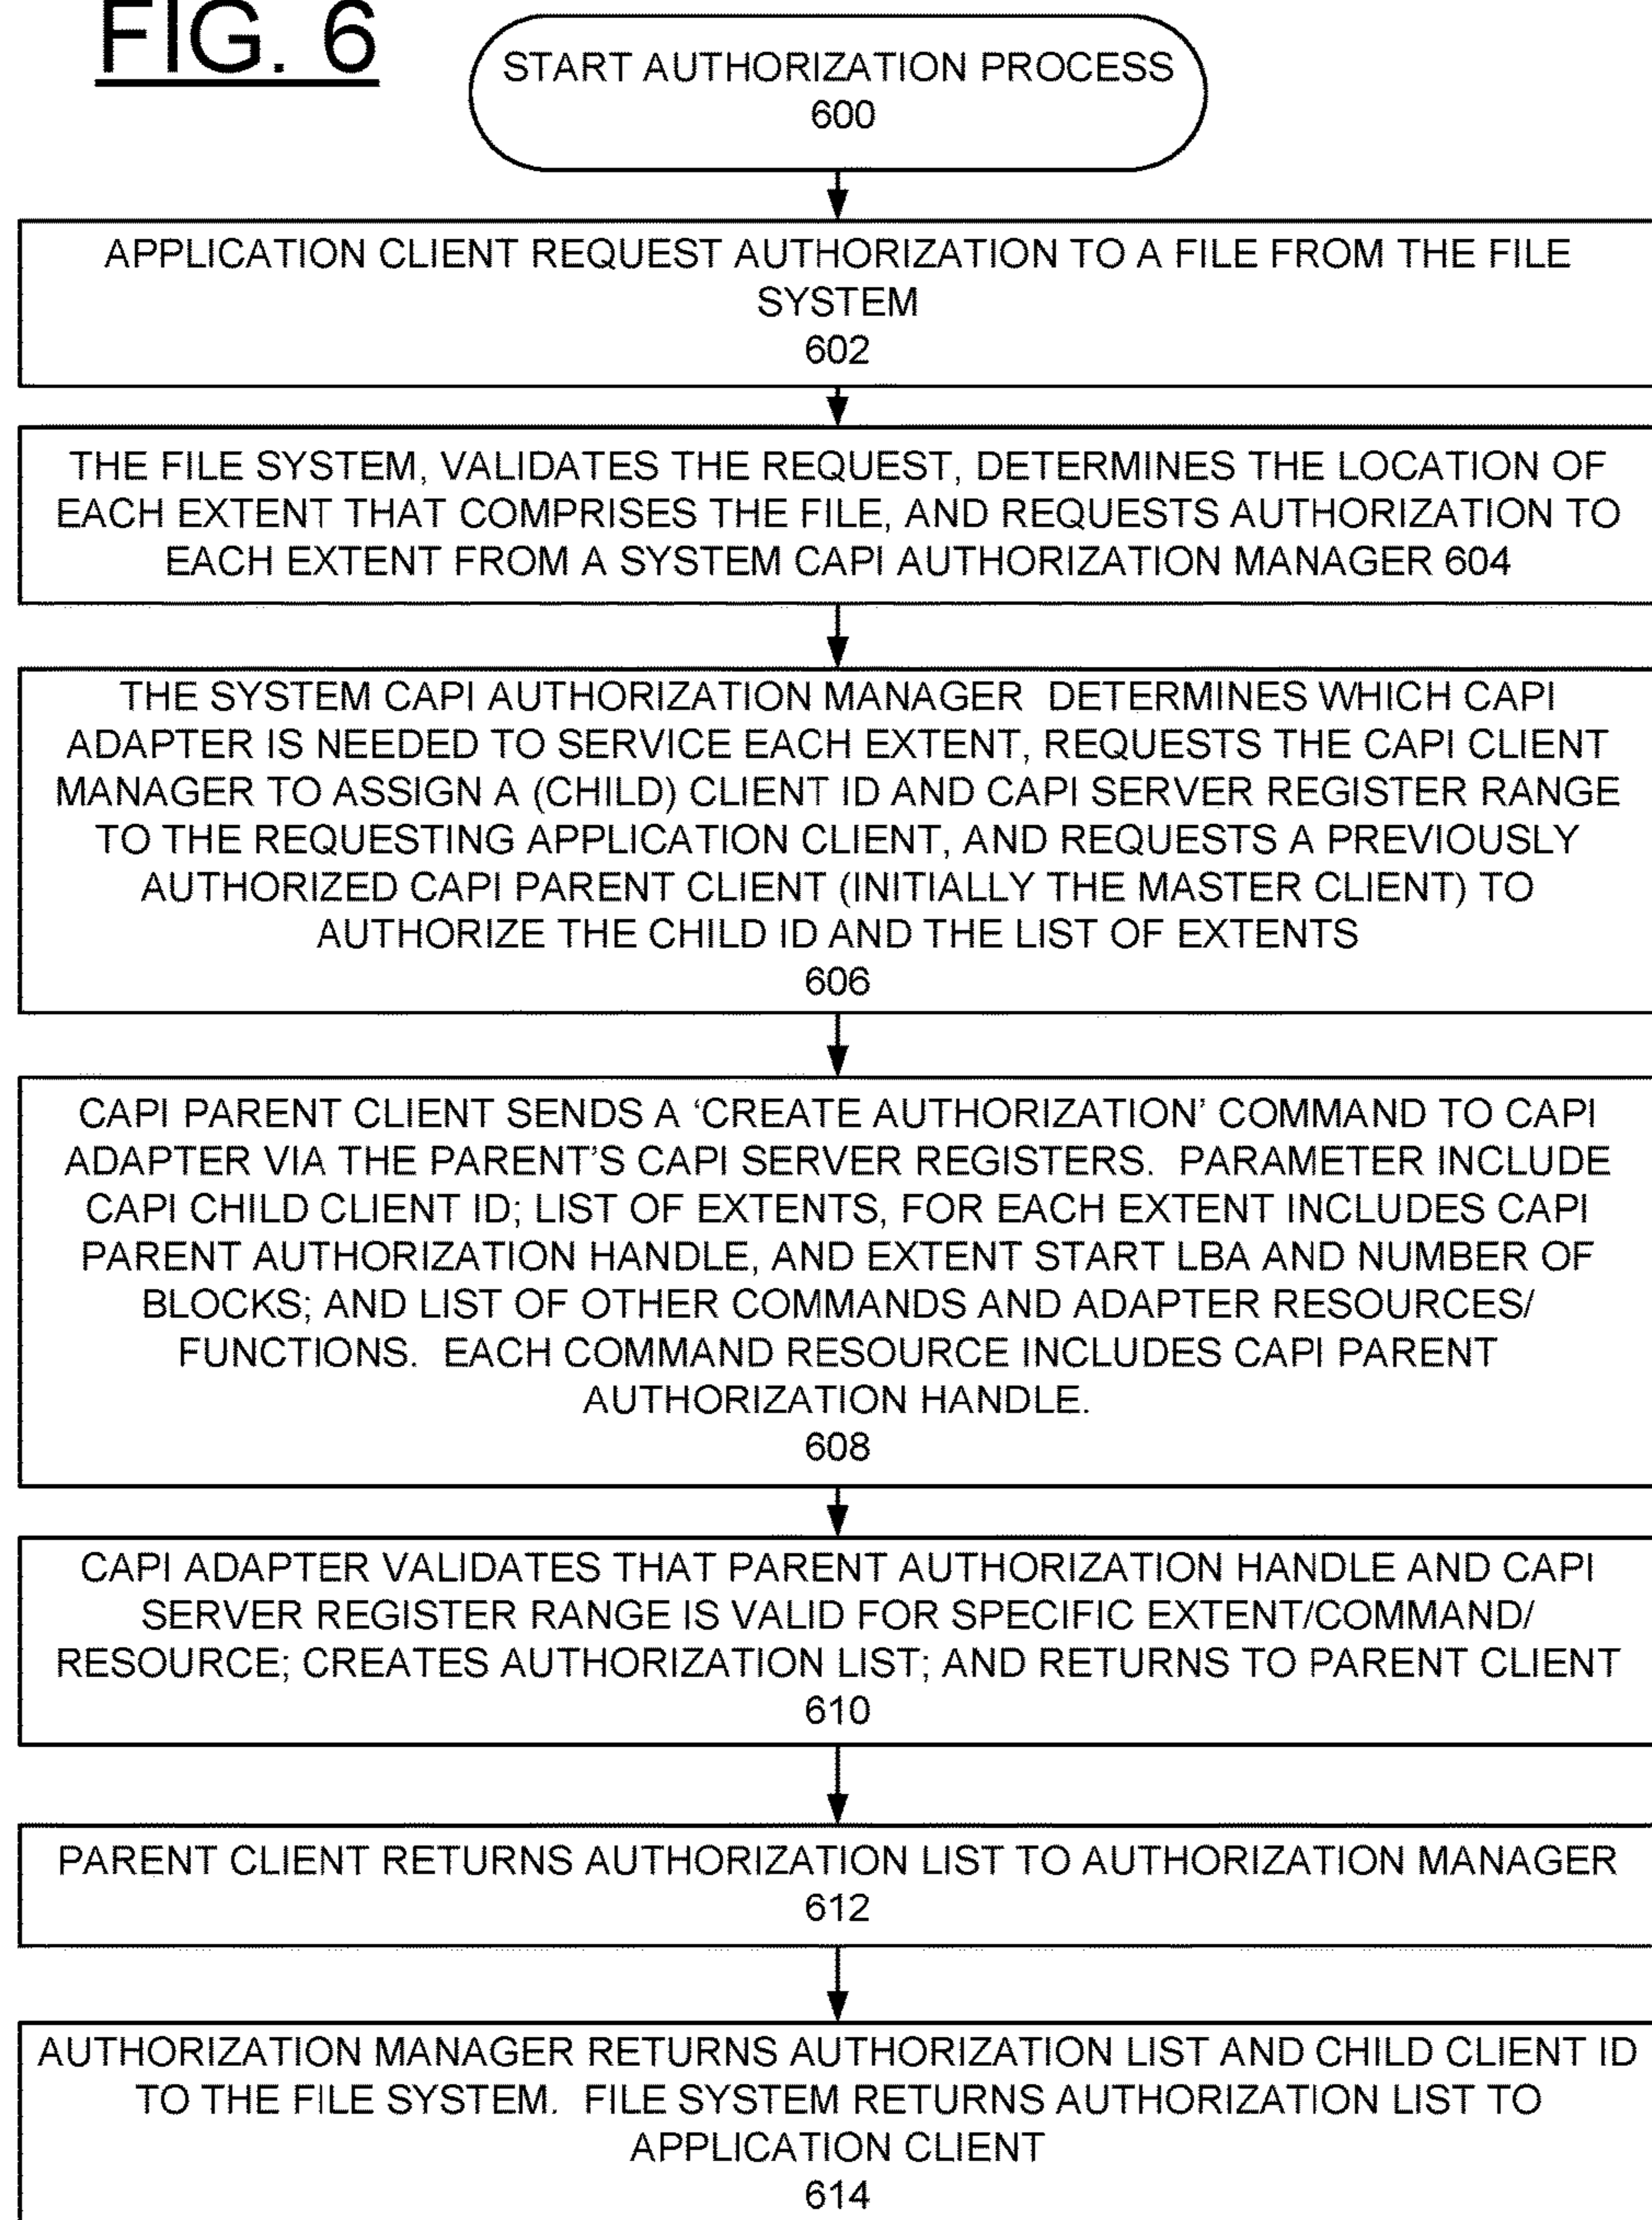 FIG. 6
START AUTHORIZATION PROCESS
600
APPLICATION CLIENT REQUEST AUTHORIZATION TO A FILE FROM THE FILE
SYSTEM
602
THE FILE SYSTEM, VALIDATES THE REQUEST, DETERMINES THE LOCATION OF
EACH EXTENT THAT COMPRISES THE FILE, AND REQUESTS AUTHORIZATION TO
EACH EXTENT FROM A SYSTEM CAPI AUTHORIZATION MANAGER 604
THE SYSTEM CAPI AUTHORIZATION MANAGER DETERMINES WHICH CAPI
ADAPTER IS NEEDED TO SERVICE EACH EXTENT, REQUESTS THE CAPI CLIENT
MANAGER TO ASSIGN A (CHILD) CLIENT ID AND CAPI SERVER REGISTER RANGE
TO THE REQUESTING APPLICATION CLIENT, AND REQUESTS A PREVIOUSLY
AUTHORIZED CAPI PARENT CLIENT (INITIALLY THE MASTER CLIENT) TO
AUTHORIZE THE CHILD ID AND THE LIST OF EXTENTS
606
CAPI PARENT CLIENT SENDS A ‘CREATE AUTHORIZATION’ COMMAND TO CAPI
ADAPTER VIA THE PARENT’S CAPI SERVER REGISTERS. PARAMETER INCLUDE
CAPI CHILD CLIENT ID; LIST OF EXTENTS, FOR EACH EXTENT INCLUDES CAPI
PARENT AUTHORIZATION HANDLE, AND EXTENT START LBA AND NUMBER OF
BLOCKS; AND LIST OF OTHER COMMANDS AND ADAPTER RESOURCES/
FUNCTIONS. EACH COMMAND RESOURCE INCLUDES CAPI PARENT
AUTHORIZATION HANDLE.
608
CAPI ADAPTER VALIDATES THAT PARENT AUTHORIZATION HANDLE AND CAPI
SERVER REGISTER RANGE IS VALID FOR SPECIFIC EXTENT/COMMAND/
RESOURCE; CREATES AUTHORIZATION LIST; AND RETURNS TO PARENT CLIENT
610
PARENT CLIENT RETURNS AUTHORIZATION LIST TO AUTHORIZATION MANAGER
612
AUTHORIZATION MANAGER RETURNS AUTHORIZATION LIST AND CHILD CLIENT ID
TO THE FILE SYSTEM. FILE SYSTEM RETURNS AUTHORIZATION LIST TO
APPLICATION CLIENT
614